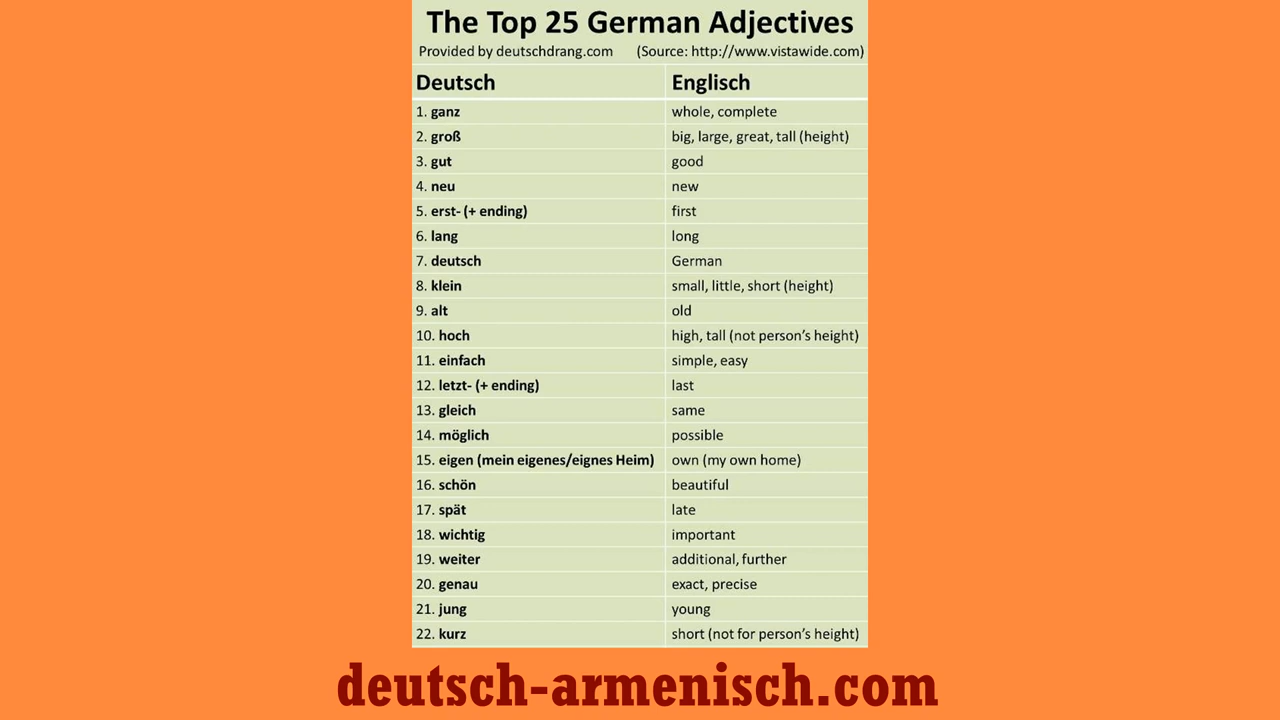 The Top 25 German Adjectives
Provided by deutschdrang.com (Source: http://www.vistawide.com)
Deutsch Englisch
1. ganz whole, complete
2. groß big, large, great, tall (height)
3. gut good
4. neu new
5. erst- (+ ending) first
6. lang long
7. deutsch German
8. klein small, little, short (height)
9. alt old
10. hoch high, tall (not person's height)
11. einfach simple, easy
12. letzt- (+ ending) last
13. gleich same
14. möglich possible
15. eigen (mein eigenes/eignes Heim) own (my own home)
16. schön beautiful
17. spät late
18. wichtig important
19. weiter additional, further
20. genau exact, precise
21. jung young
22. kurz short (not for person's height)
deutsch-armenisch.com